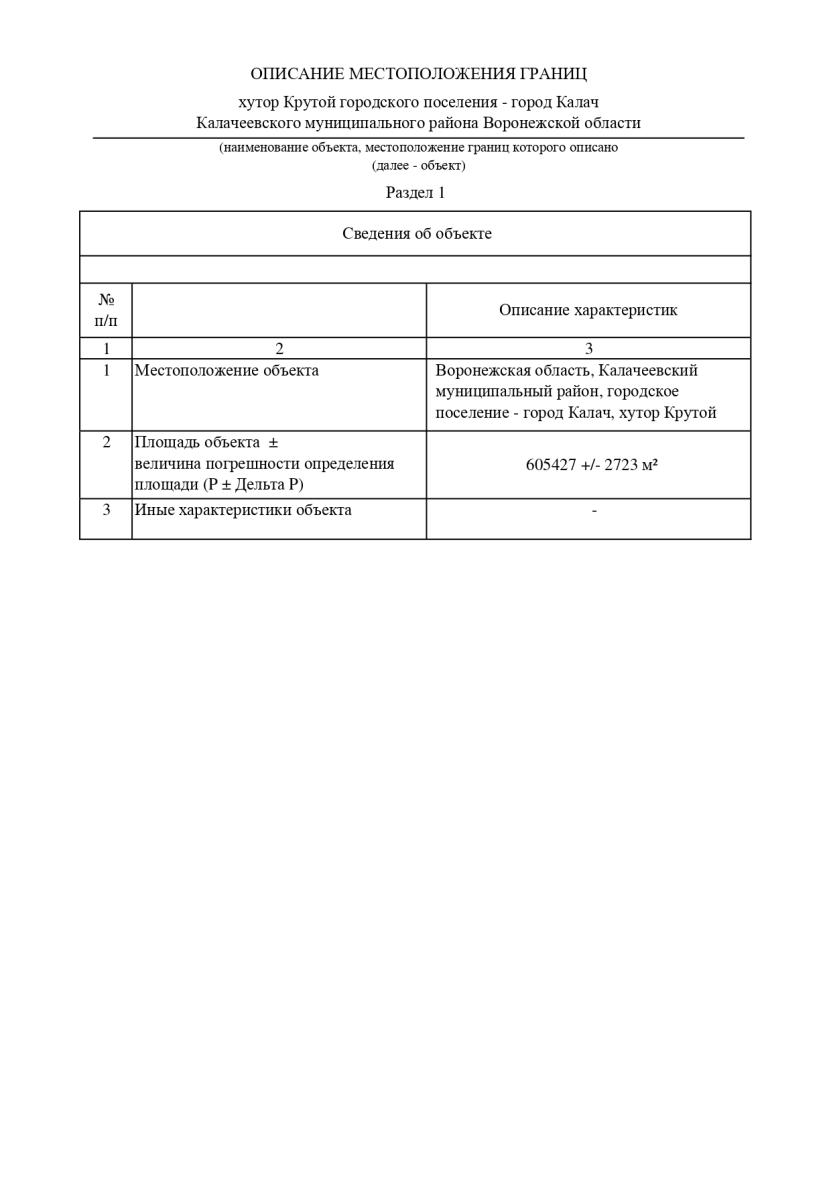 ОПИСАНИЕ МЕСТОПОЛОЖЕНИЯ ГРАНИЦ
хутор Крутой городского поселения - город Калач
Калачеевского муниципального района Воронежской области
(наименование объекта, местоположение границ которого описано
(далее - объект)
Раздел 1
Сведения об объекте
№
п/п
Описание характеристик
1 2 3
1 Местоположение объекта Воронежская область, Калачеевский
муниципальный район, городское
поселение - город Калач, хутор Крутой
2 Площадь объекта ±
величина погрешности определения
площади (Р ± Дельта Р)
605427 +/- 2723 м²
3 Иные характеристики объекта -